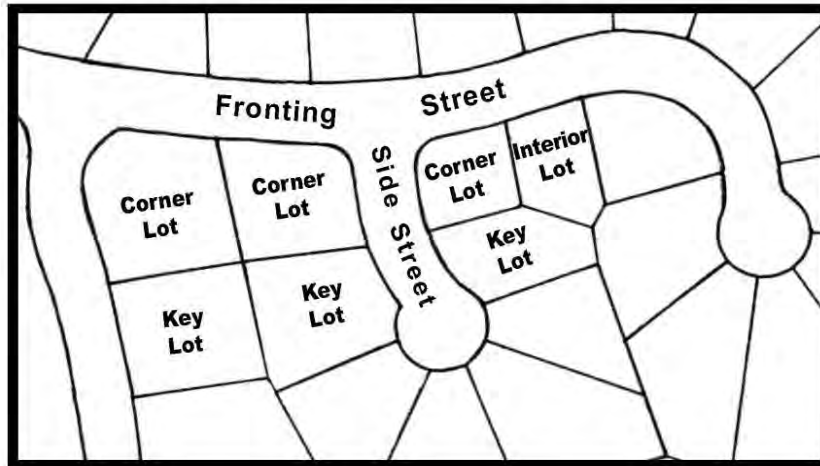 Fronting Street
Side Street
Corner
Lot
Corner
Lot
Corner
Lot
Interior
Lot
Key
Lot
Key
Lot
Key
Lot